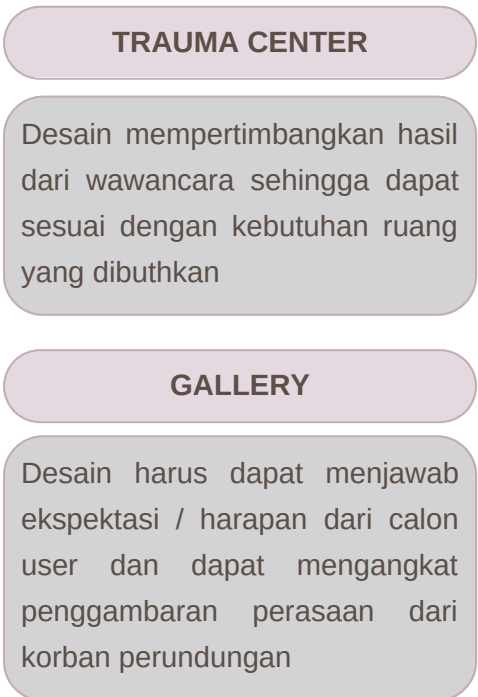 TRAUMA CENTER
Desain mempertimbangkan hasil
dari wawancara sehingga dapat
sesuai dengan kebutuhan ruang
yang dibuthkan
GALLERY
Desain harus dapat menjawab
ekspektasi / harapan dari calon
user dan dapat mengangkat
penggambaran perasaan dari
korban perundungan